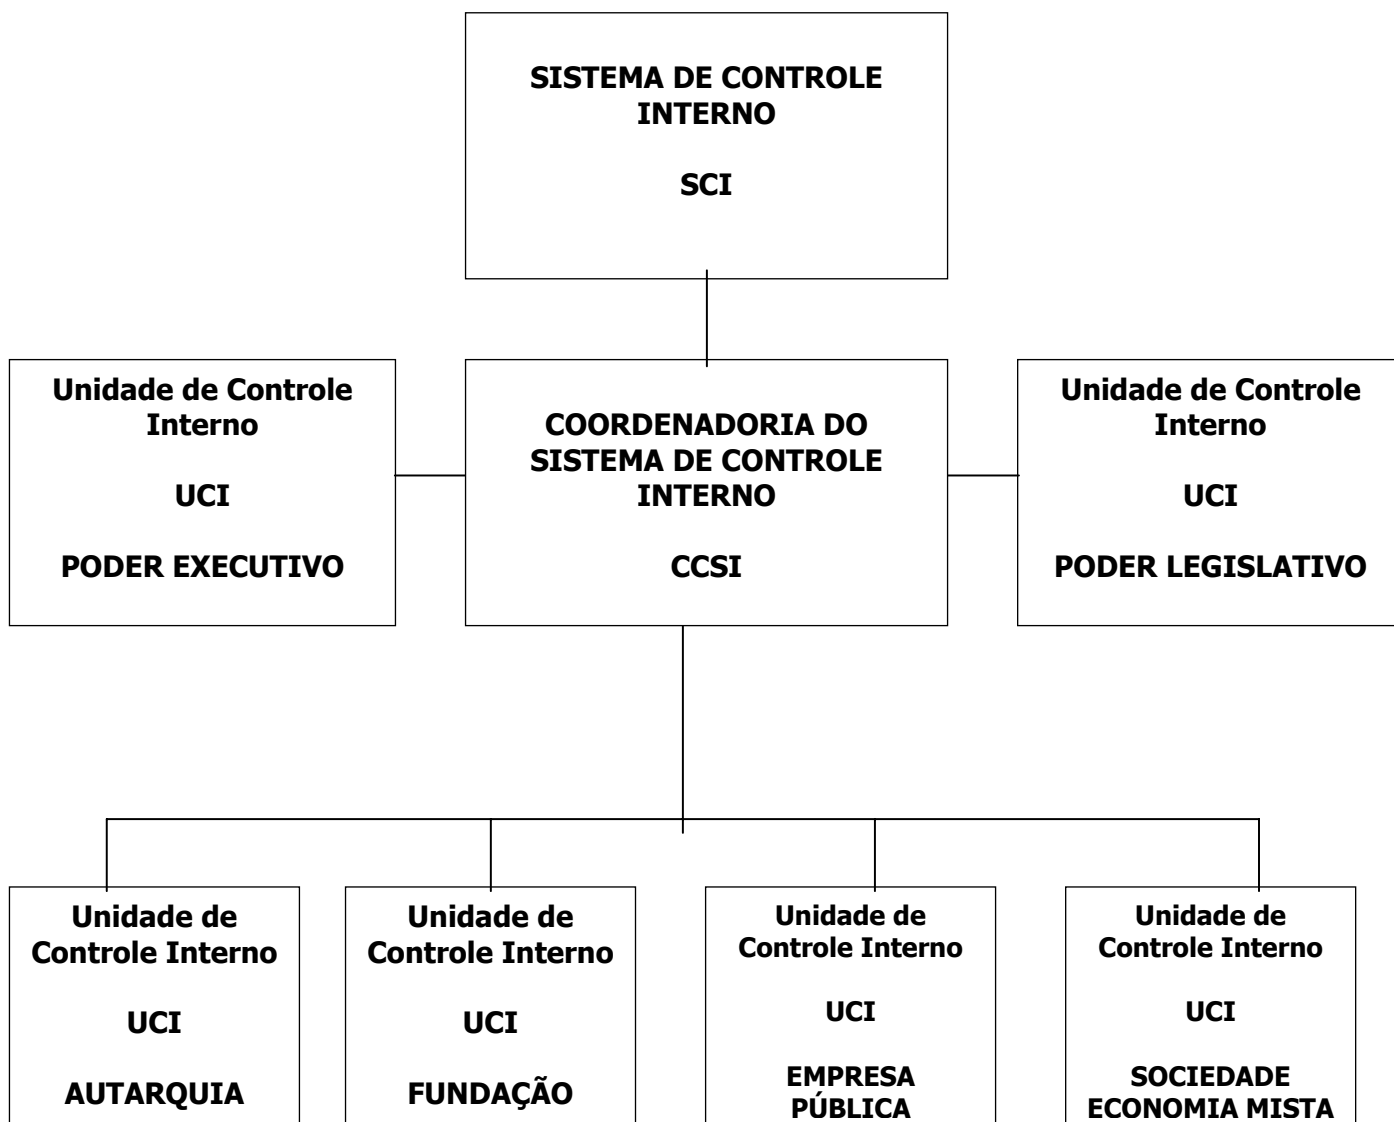 SISTEMA DE CONTROLE
INTERNO
SCI
Unidade de Controle
Interno
UCI
PODER EXECUTIVO
COORDENADORIA DO
SISTEMA DE CONTROLE
INTERNO
CCSI
Unidade de Controle
Interno
UCI
PODER LEGISLATIVO
Unidade de
Controle Interno
UCI
AUTARQUIA
Unidade de
Controle Interno
UCI
FUNDAÇÃO
Unidade de
Controle Interno
UCI
EMPRESA
PÚBLICA
Unidade de
Controle Interno
UCI
SOCIEDADE
ECONOMIA MISTA